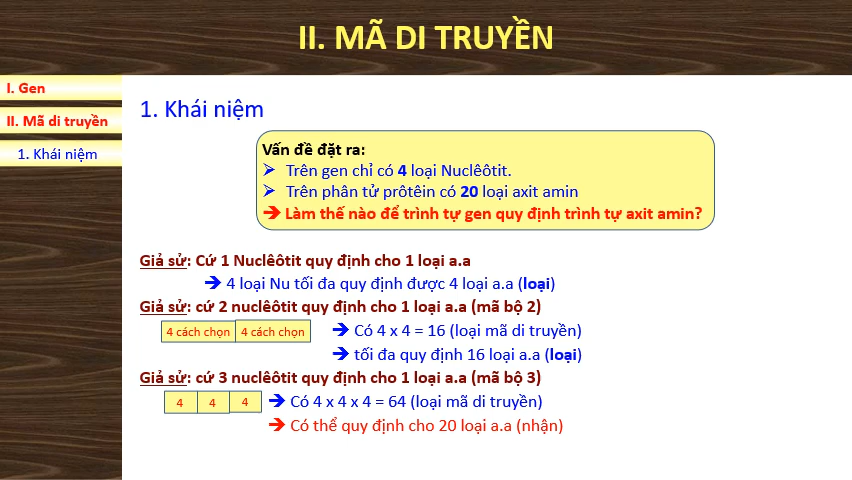 II. MÃ DI TRUYỀN
I. Gen
II. Mã di truyền
1. Khái niệm
1. Khái niệm
Vấn đề đặt ra:
➢ Trên gen chỉ có 4 loại Nuclêôtit.
➢ Trên phân tử prôtêin có 20 loại axit amin
➔ Làm thế nào để trình tự gen quy định trình tự axit amin?
Giả sử: Cứ 1 Nuclêôtit quy định cho 1 loại a.a
➔ 4 loại Nu tối đa quy định được 4 loại a.a (loại)
Giả sử: cứ 2 nuclêôtit quy định cho 1 loại a.a (mã bộ 2)
4 cách chọn 4 cách chọn ➔ Có 4 x 4 = 16 (loại mã di truyền)
➔ tối đa quy định 16 loại a.a (loại)
Giả sử: cứ 3 nuclêôtit quy định cho 1 loại a.a (mã bộ 3)
4 4 4 ➔ Có 4 x 4 x 4 = 64 (loại mã di truyền)
➔ Có thể quy định cho 20 loại a.a (nhận)